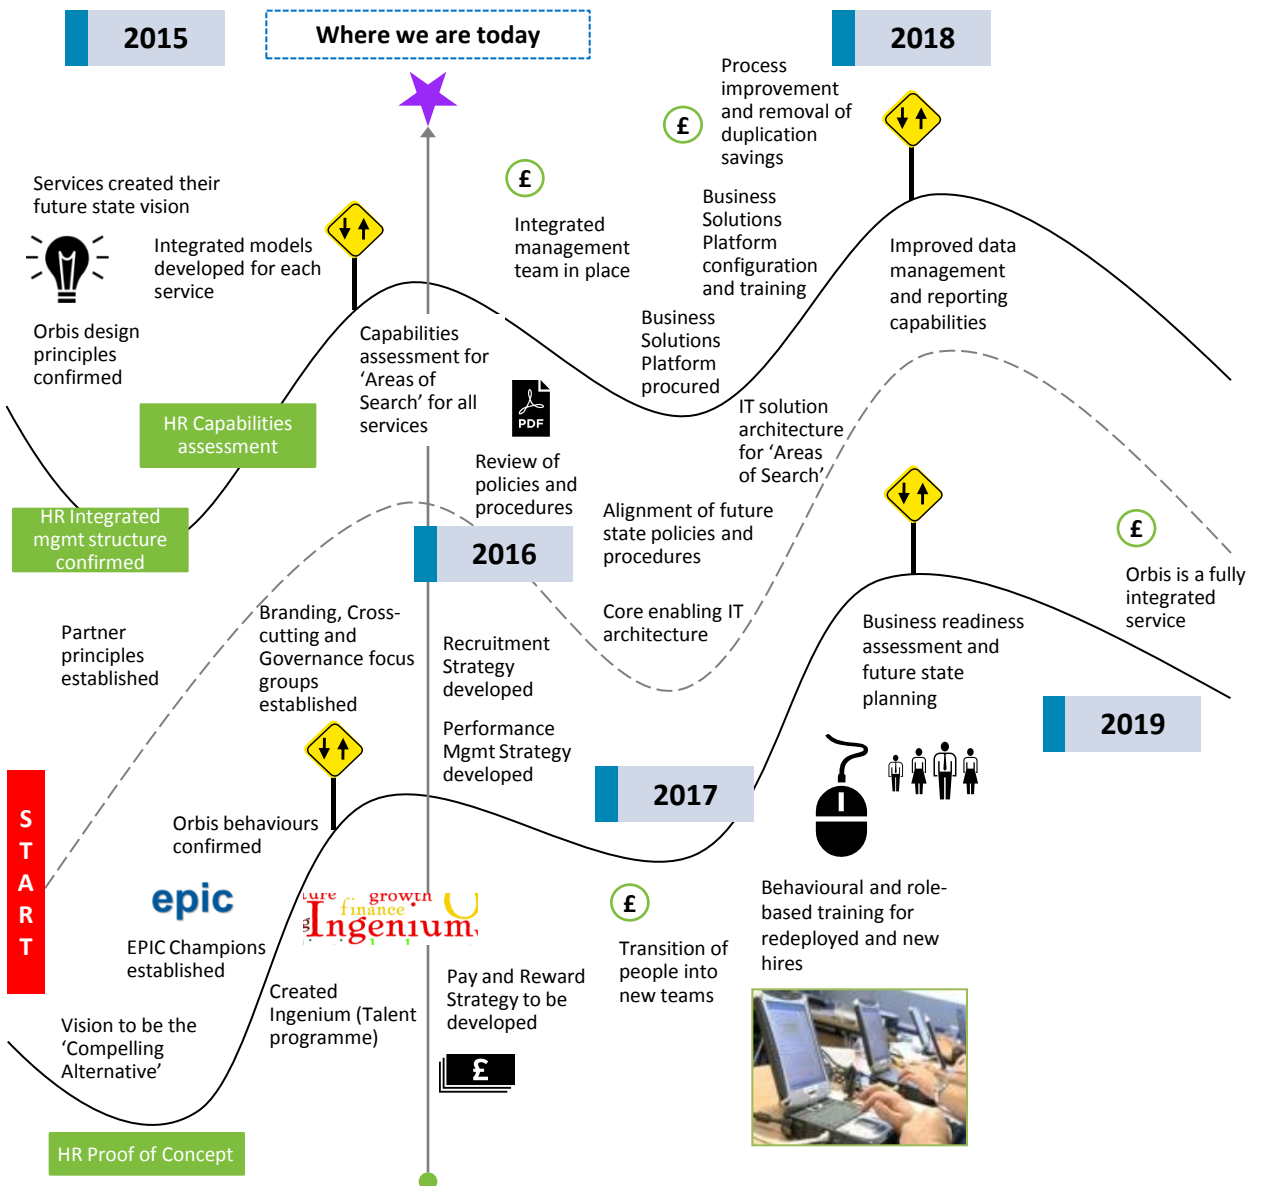 2015
Where we are today
2018
Process
improvement
and removal of
duplication
savings
£
£
Services created their
future state vision
Integrated models
developed for each
service
Orbis design
principles
confirmed
Integrated
management
team in place
Business
Solutions
Platform
configuration
and training
Improved data
management
and reporting
capabilities
Business
Solutions
Platform
procured
Capabilities
assessment for
‘Areas of
Search’ for all
services
PDF
HR Capabilities
assessment
IT solution
architecture
for ‘Areas
of Search’
Review of
policies and
procedures
HR Integrated
mgmt structure
confirmed
2016
Alignment of future
state policies and
procedures
£
Orbis is a fully
integrated
service
Partner
principles
established
Branding, Cross-
cutting and
Governance focus
groups
established
Recruitment
Strategy
developed
Core enabling IT
architecture
Business readiness
assessment and
future state
planning
Performance
Mgmt Strategy
developed
2019
2017
START
Orbis behaviours
confirmed
epic
EPIC Champions
established
growth
finance
Ingenium
£
Transition of
people into
new teams
Behavioural and role-
based training for
redeployed and new
hires
Created
Ingenium (Talent
programme)
Pay and Reward
Strategy to be
developed
£
Vision to be the
‘Compelling
Alternative’
HR Proof of Concept